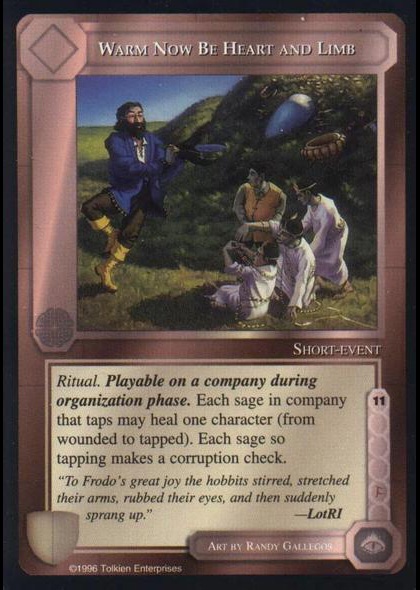 WARM NOW BE HEART AND LIMB
SHORT-EVENT
Ritual. Playable on a company during
organization phase. Each sage in company
that taps may heal one character (from
wounded to tapped). Each sage so
tapping makes a corruption check.
11
"To Frodo's great joy the hobbits stirred, stretched
their arms, rubbed their eyes, and then suddenly
sprang up." —LotRI
ART BY RANDY GALLEGOS
©1996 Tolkien Enterprises